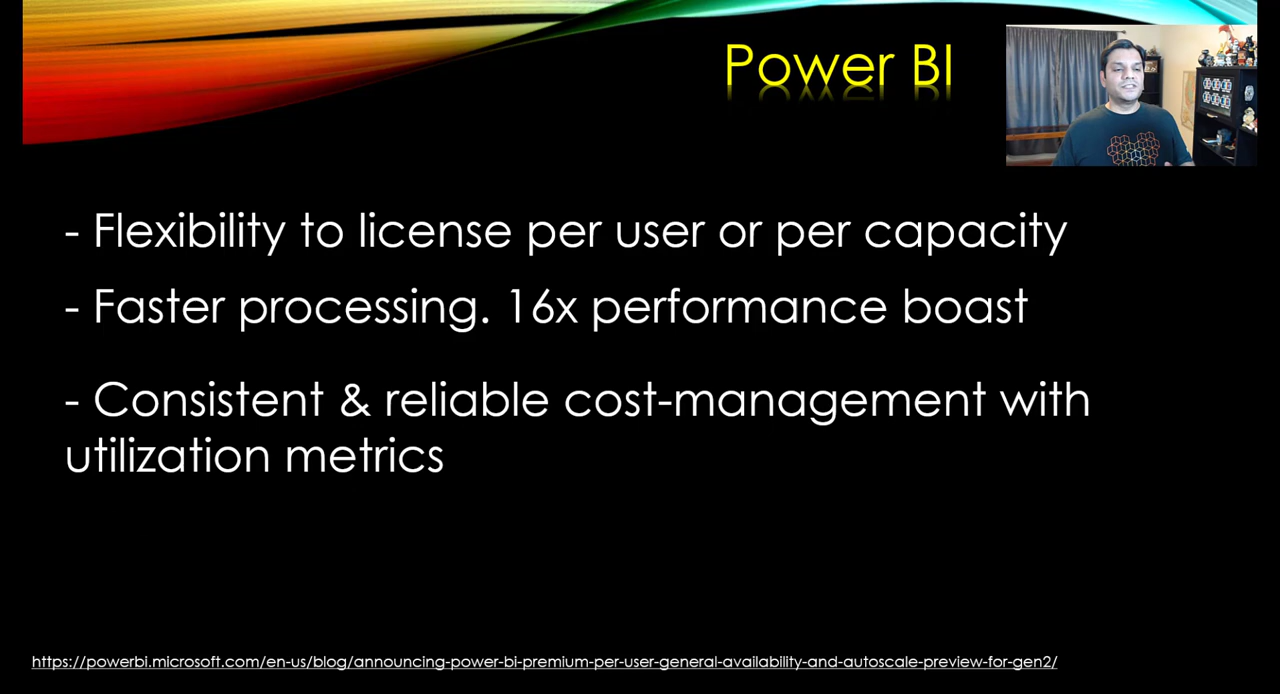 Power BI
- Flexibility to license per user or per capacity
- Faster processing. 16x performance boast
- Consistent & reliable cost-management with
utilization metrics
https://powerbi.microsoft.com/en-us/blog/announcing-power-bi-premium-per-user-general-availability-and-autoscale-preview-for-gen2/